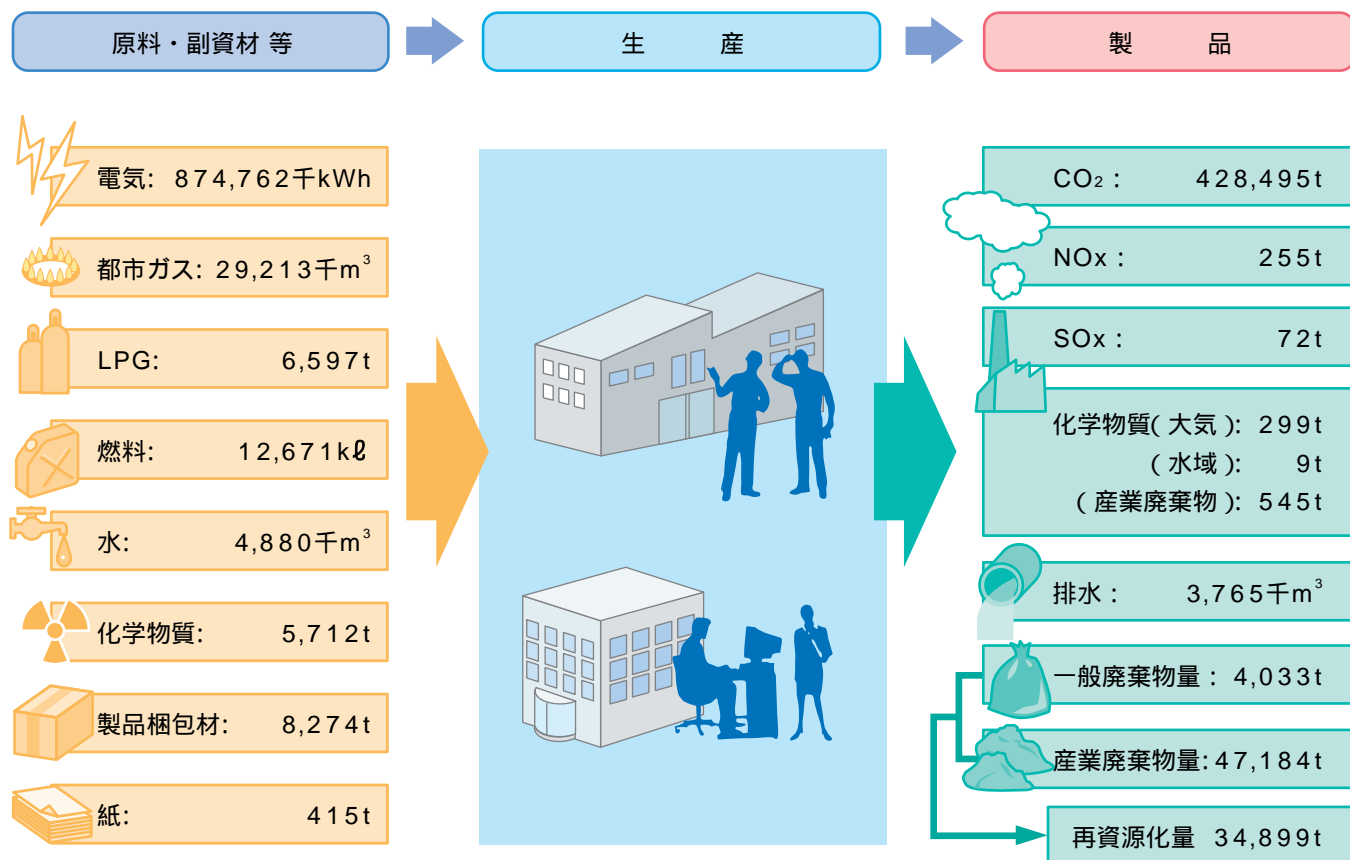 原料・副資材 等
生 産
製 品
電気: 874,762千kWh
都市ガス: 29,213千m³
LPG: 6,597t
燃料: 12,671kℓ
水: 4,880千m³
化学物質: 5,712t
製品梱包材: 8,274t
紙: 415t
CO₂ : 428,495t
NOx : 255t
SOx : 72t
化学物質( 大気 ): 299t
( 水域 ): 9t
( 産業廃棄物 ): 545t
排水 : 3,765千m³
一般廃棄物量 : 4,033t
産業廃棄物量: 47,184t
再資源化量 34,899t